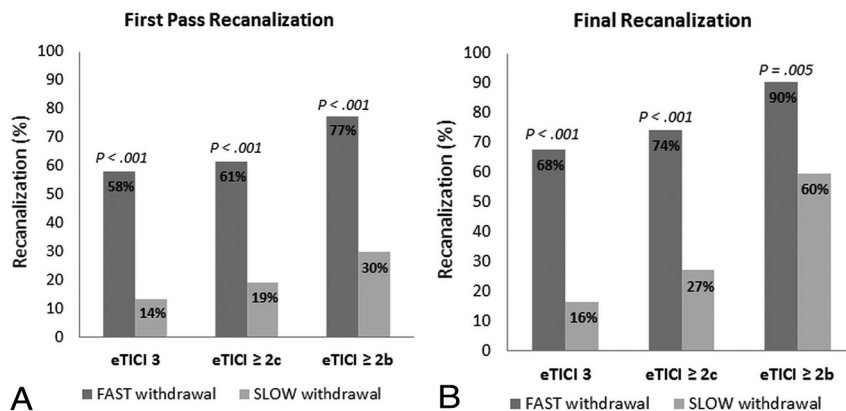 First Pass Recanalization
Recanalization (%)
100
90
80
70
60
50
40
30
20
10
0
P < .001
58%
14%
P < .001
61%
19%
P < .001
77%
30%
eTICI 3 eTICI ≥ 2c eTICI ≥ 2b
A
FAST withdrawal SLOW withdrawal
Final Recanalization
Recanalization (%)
100
90
80
70
60
50
40
30
20
10
0
P < .001
68%
16%
P < .001
74%
27%
P = .005
90%
60%
eTICI 3 eTICI ≥ 2c eTICI ≥ 2b
B
FAST withdrawal SLOW withdrawal